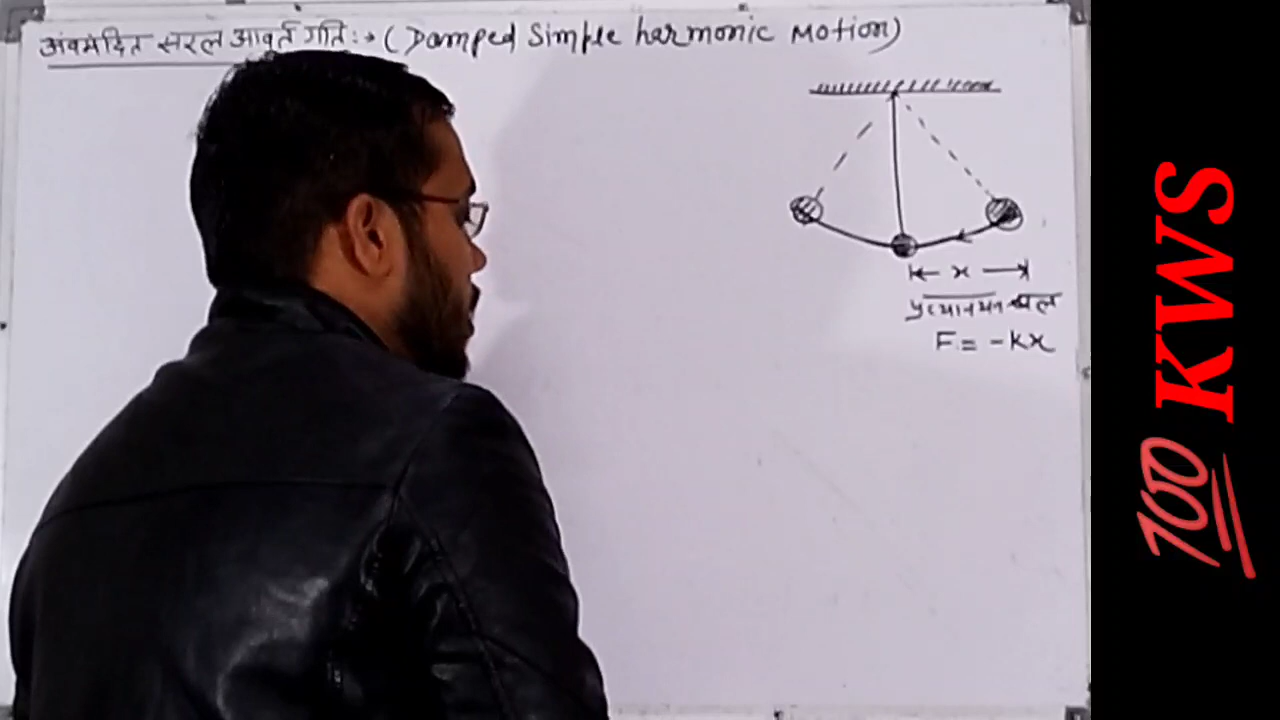 अवमंदित सरल आवर्त गति :→ (Damped Simple harmonic Motion)
x
प्रत्यानयन बल
F = -kx
100 KWS